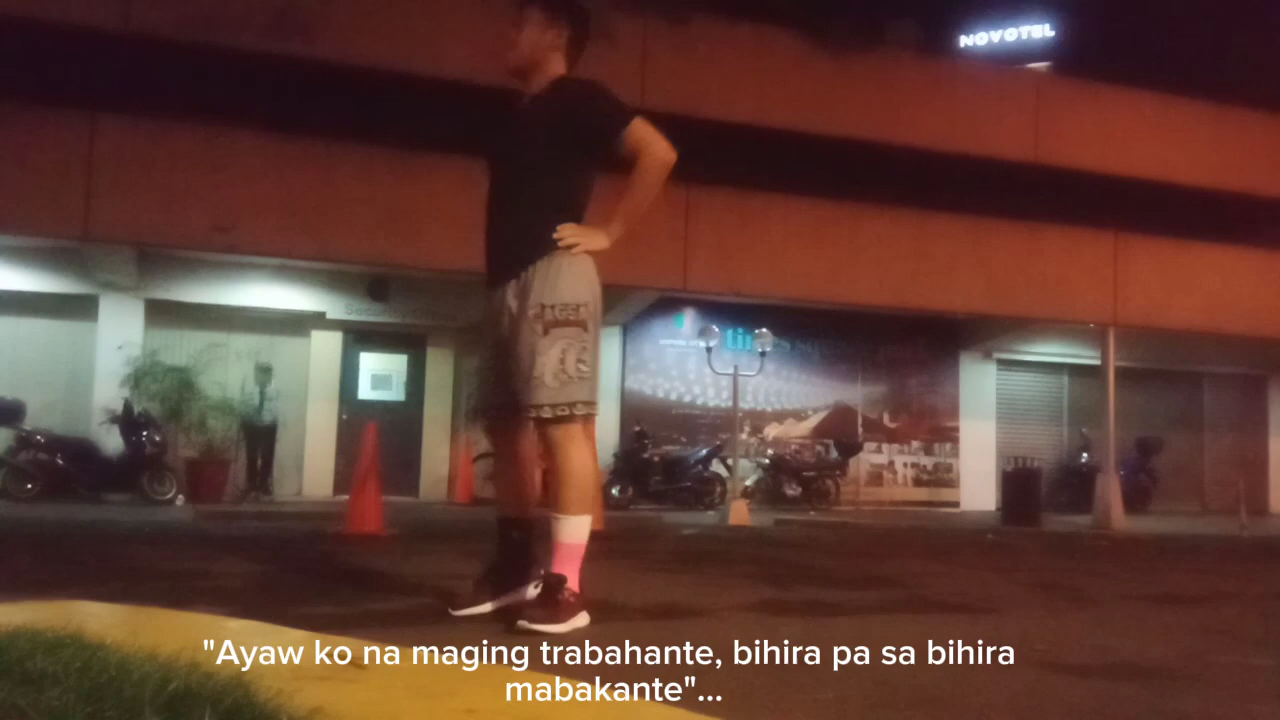 NOVOTEL
"Ayaw ko na maging trabahante, bihira pa sa bihira
mabakante"...